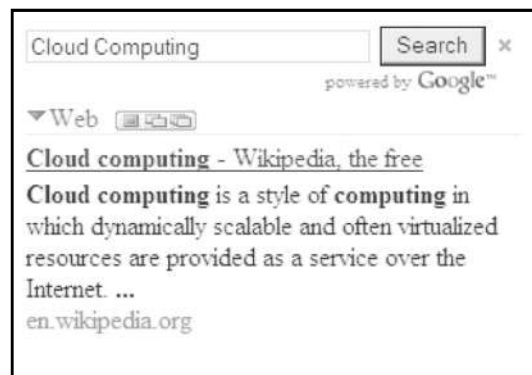 Cloud Computing Search ×
powered by Google™
Web
Cloud computing - Wikipedia, the free
Cloud computing is a style of computing in
which dynamically scalable and often virtualized
resources are provided as a service over the
Internet. ...
en.wikipedia.org